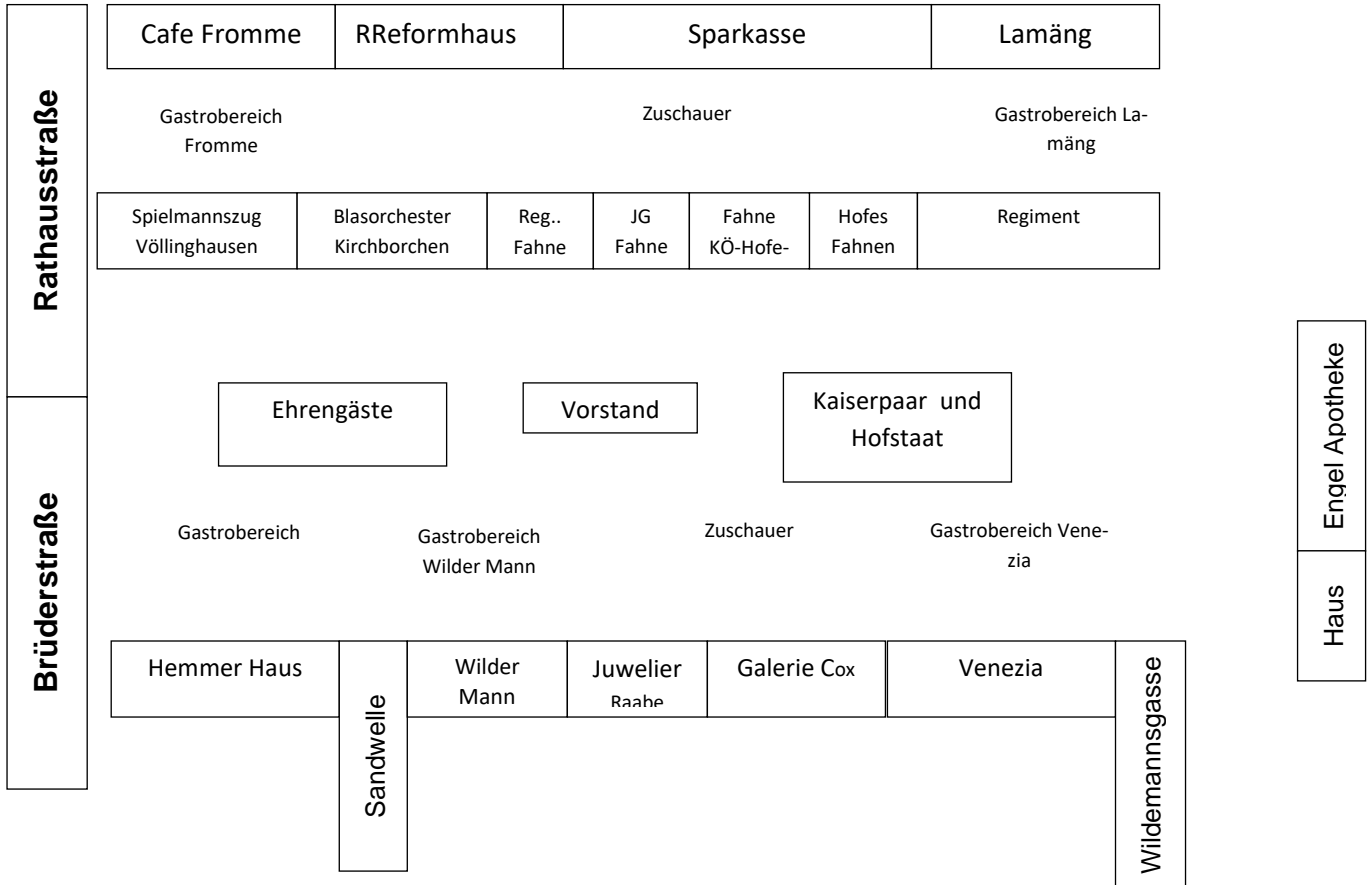 Cafe Fromme
RReformhaus
Sparkasse
Lamäng
Rathausstraße
Gastrobereich
Fromme
Zuschauer
Gastrobereich La-
mäng
Spielmannszug
Völlinghausen
Blasorchester
Kirchborchen
Reg..
Fahne
JG
Fahne
Fahne
KÖ-Hofe-
Hofes
Fahnen
Regiment
Engel Apotheke
Ehrengäste
Vorstand
Kaiserpaar und
Hofstaat
Brüderstraße
Gastrobereich
Gastrobereich
Wilder Mann
Zuschauer
Gastrobereich Vene-
zia
Haus
Hemmer Haus
Sandwelle
Wilder
Mann
Juwelier
Raabe
Galerie Cox
Venezia
Wildemannsgasse